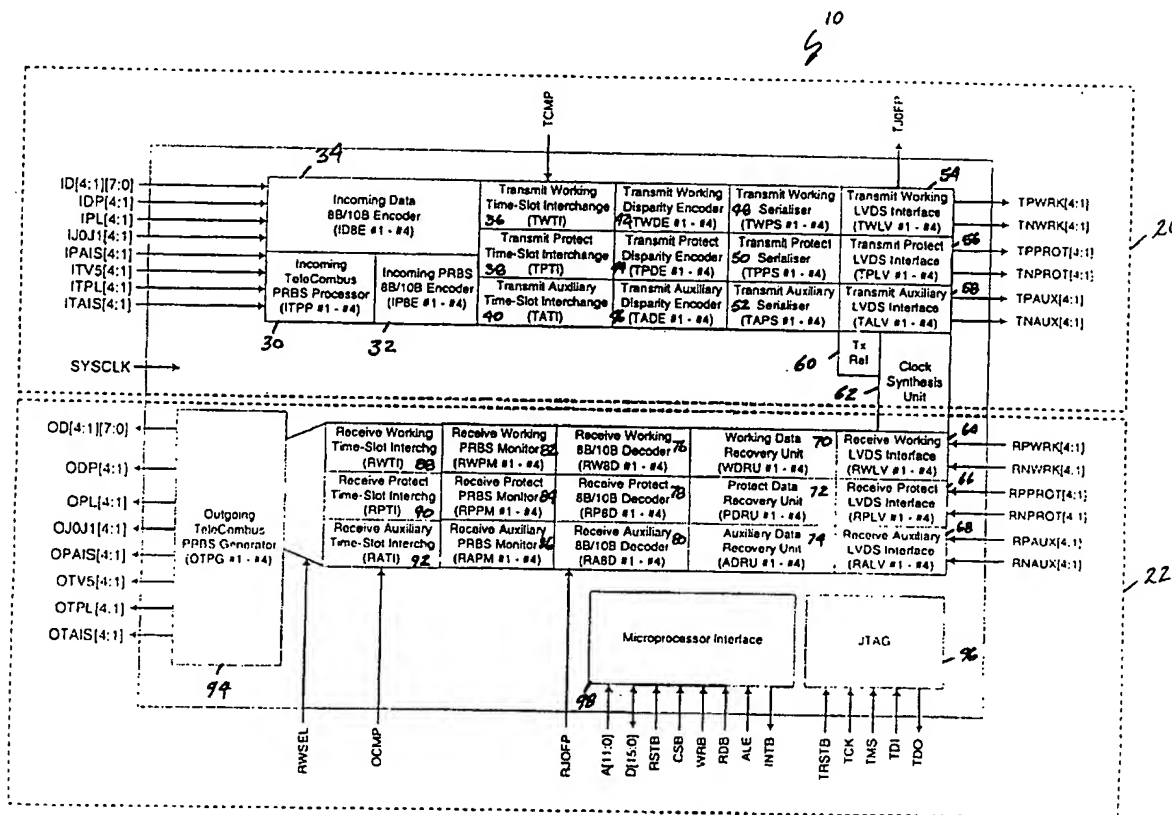 10
TCMP
TJ0FP
20
ID[4:1][7:0]
IDP[4:1]
IPL[4:1]
IJ0J1[4:1]
IPAIS[4:1]
ITV5[4:1]
ITPL[4:1]
ITAIS[4:1]
SYSCLK
34
Incoming Data
8B/10B Encoder
(ID8E #1 - #4)
Incoming
TeleCombus
PRBS Processor
(ITPP #1 - #4)
30
Incoming PRBS
8B/10B Encoder
(IP8E #1 - #4)
32
Transmit Working
Time-Slot Interchange
36 (TWTI)
Transmit Protect
Time-Slot Interchange
38 (TPTI)
Transmit Auxiliary
Time-Slot Interchange
40 (TATI)
Transmit Working
Disparity Encoder
42 (TWDE #1 - #4)
Transmit Protect
Disparity Encoder
44 (TPDE #1 - #4)
Transmit Auxiliary
Disparity Encoder
46 (TADE #1 - #4)
Transmit Working
48 Serialiser
(TWPS #1 - #4)
Transmit Protect
50 Serialiser
(TPPS #1 - #4)
Transmit Auxiliary
52 Serialiser
(TAPS #1 - #4)
54
Transmit Working
LVDS Interface
(TWLV #1 - #4)
Transmit Protect 56
LVDS Interface
(TPLV #1 - #4)
Transmit Auxiliary 58
LVDS Interface
(TALV #1 - #4)
TPWRK[4:1]
TNWRK[4:1]
TPPROT[4:1]
TNPROT[4:1]
TPAUX[4:1]
TNAUX[4:1]
60
Tx
Ref
62
Clock
Synthesis
Unit
OD[4:1][7:0]
ODP[4:1]
OPL[4:1]
OJ0J1[4:1]
OPAIS[4:1]
OTV5[4:1]
OTPL[4:1]
OTAIS[4:1]
Outgoing
TeleCombus
PRBS Generator
(OTPG #1 - #4)
94
Receive Working
Time-Slot Interchg
(RWTI) 88
Receive Protect
Time-Slot Interchg
(RPTI) 90
Receive Auxiliary
Time-Slot Interchg
(RATI) 92
Receive Working
PRBS Monitor 82
(RWPM #1 - #4)
Receive Protect
PRBS Monitor 84
(RPPM #1 - #4)
Receive Auxiliary
PRBS Monitor 86
(RAPM #1 - #4)
Receive Working
8B/10B Decoder 76
(RW8D #1 - #4)
Receive Protect
8B/10B Decoder 78
(RP8D #1 - #4)
Receive Auxiliary
8B/10B Decoder 80
(RA8D #1 - #4)
Working Data 70
Recovery Unit
(WDRU #1 - #4)
Protect Data 72
Recovery Unit
(PDRU #1 - #4)
Auxiliary Data 74
Recovery Unit
(ADRU #1 - #4)
64
Receive Working
LVDS Interface
(RWLV #1 - #4)
66
Receive Protect
LVDS Interface
(RPLV #1 - #4)
68
Receive Auxiliary
LVDS Interface
(RALV #1 - #4)
RPWRK[4:1]
RNWRK[4:1]
RPPROT[4:1]
RNPROT[4:1]
RPAUX[4:1]
RNAUX[4:1]
22
Microprocessor Interface
98
JTAG
96
RWSEL
OCMP
RJ0FP
A[11:0]
D[15:0]
RSTB
CSB
WRB
RDB
ALE
INTB
TRSTB
TCK
TMS
TDI
TDO